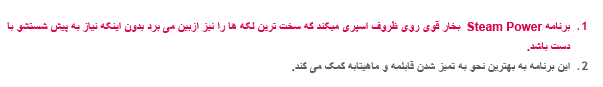 1. برنامه Steam Power بخار قوی روی ظروف اسپری میکند که سخت ترین لکه ها را نیز ازبین می برد بدون اینکه نیاز به پیش شستشو با
دست باشد.
2. این برنامه به بهترین نحو به تمیز شدن قابلمه و ماهیتابه کمک می کند.